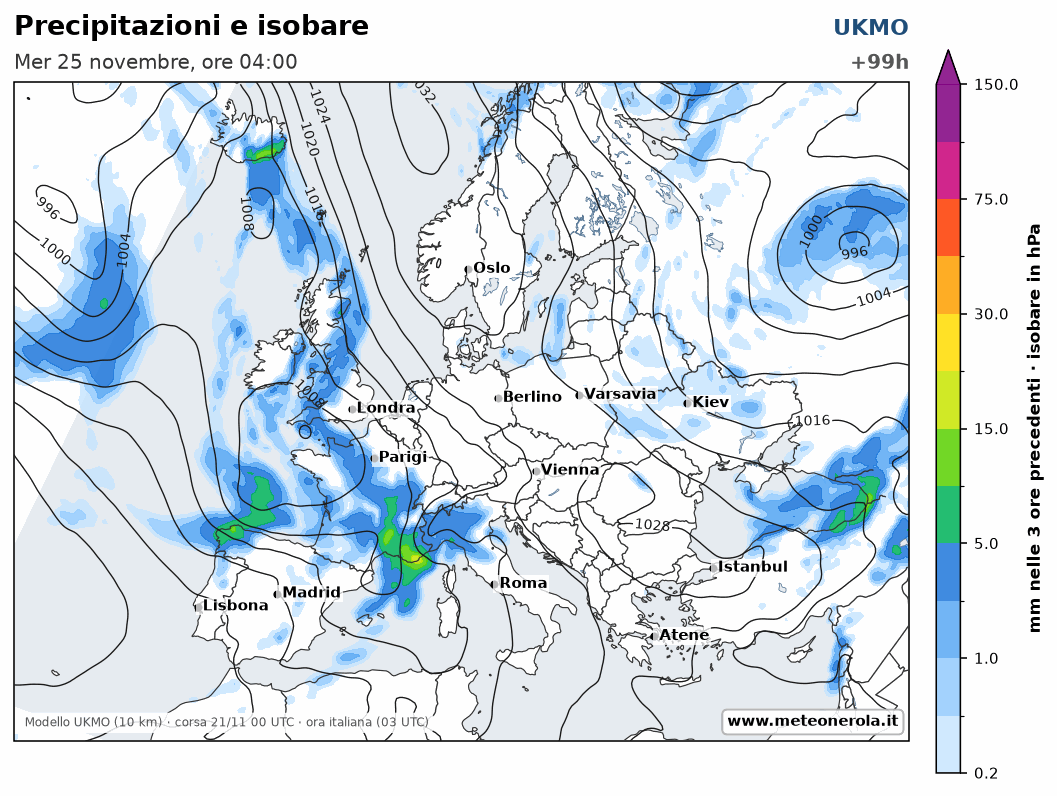 Precipitazioni e isobare
UKMO
Mer 25 novembre, ore 04:00
+99h
1024
1020
1016
1008
996
1000
1004
1000
996
1004
Oslo
1008
Londra
Berlino
Varsavia
Kiev
1016
Parigi
Vienna
1028
Istanbul
Madrid
Roma
Lisbona
Atene
Modello UKMO (10 km) · corsa 21/11 00 UTC · ora italiana (03 UTC)
www.meteonerola.it
150.0
75.0
30.0
15.0
5.0
1.0
0.2
mm nelle 3 ore precedenti · isobare in hPa